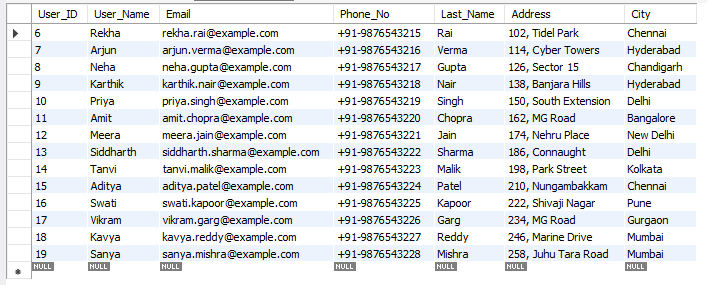 User_ID User_Name Email Phone_No Last_Name Address City
6 Rekha rekha.rai@example.com +91-9876543215 Rai 102, Tidel Park Chennai
7 Arjun arjun.verma@example.com +91-9876543216 Verma 114, Cyber Towers Hyderabad
8 Neha neha.gupta@example.com +91-9876543217 Gupta 126, Sector 15 Chandigarh
9 Karthik karthik.nair@example.com +91-9876543218 Nair 138, Banjara Hills Hyderabad
10 Priya priya.singh@example.com +91-9876543219 Singh 150, South Extension Delhi
11 Amit amit.chopra@example.com +91-9876543220 Chopra 162, MG Road Bangalore
12 Meera meera.jain@example.com +91-9876543221 Jain 174, Nehru Place New Delhi
13 Siddharth siddharth.sharma@example.com +91-9876543222 Sharma 186, Connaught Delhi
14 Tanvi tanvi.malik@example.com +91-9876543223 Malik 198, Park Street Kolkata
15 Aditya aditya.patel@example.com +91-9876543224 Patel 210, Nungambakkam Chennai
16 Swati swati.kapoor@example.com +91-9876543225 Kapoor 222, Shivaji Nagar Pune
17 Vikram vikram.garg@example.com +91-9876543226 Garg 234, MG Road Gurgaon
18 Kavya kavya.reddy@example.com +91-9876543227 Reddy 246, Marine Drive Mumbai
19 Sanya sanya.mishra@example.com +91-9876543228 Mishra 258, Juhu Tara Road Mumbai
NULL NULL NULL NULL NULL NULL NULL